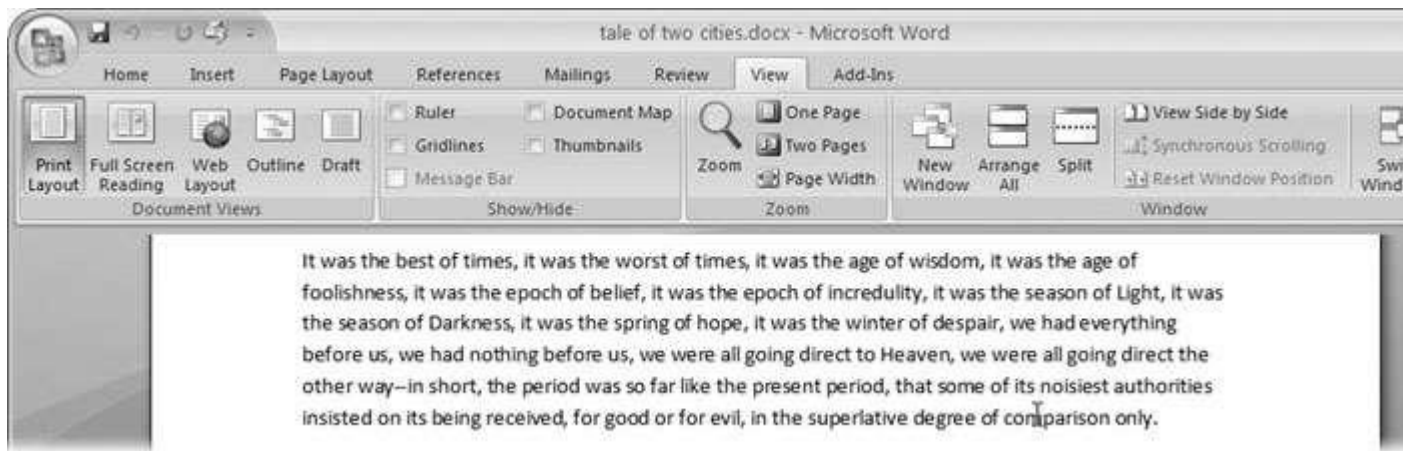 tale of two cities.docx - Microsoft Word
Home Insert Page Layout References Mailings Review View Add-Ins
Print Layout Full Screen Reading Web Layout Outline Draft
Document Views
Ruler Document Map
Gridlines Thumbnails
Message Bar
Show/Hide
Zoom One Page
Two Pages
Page Width
Zoom
New Window Arrange All Split View Side by Side
Synchronous Scrolling
Reset Window Position
Window
It was the best of times, it was the worst of times, it was the age of wisdom, it was the age of
foolishness, it was the epoch of belief, it was the epoch of incredulity, it was the season of Light, it was
the season of Darkness, it was the spring of hope, it was the winter of despair, we had everything
before us, we had nothing before us, we were all going direct to Heaven, we were all going direct the
other way--in short, the period was so far like the present period, that some of its noisiest authorities
insisted on its being received, for good or for evil, in the superlative degree of comparison only.